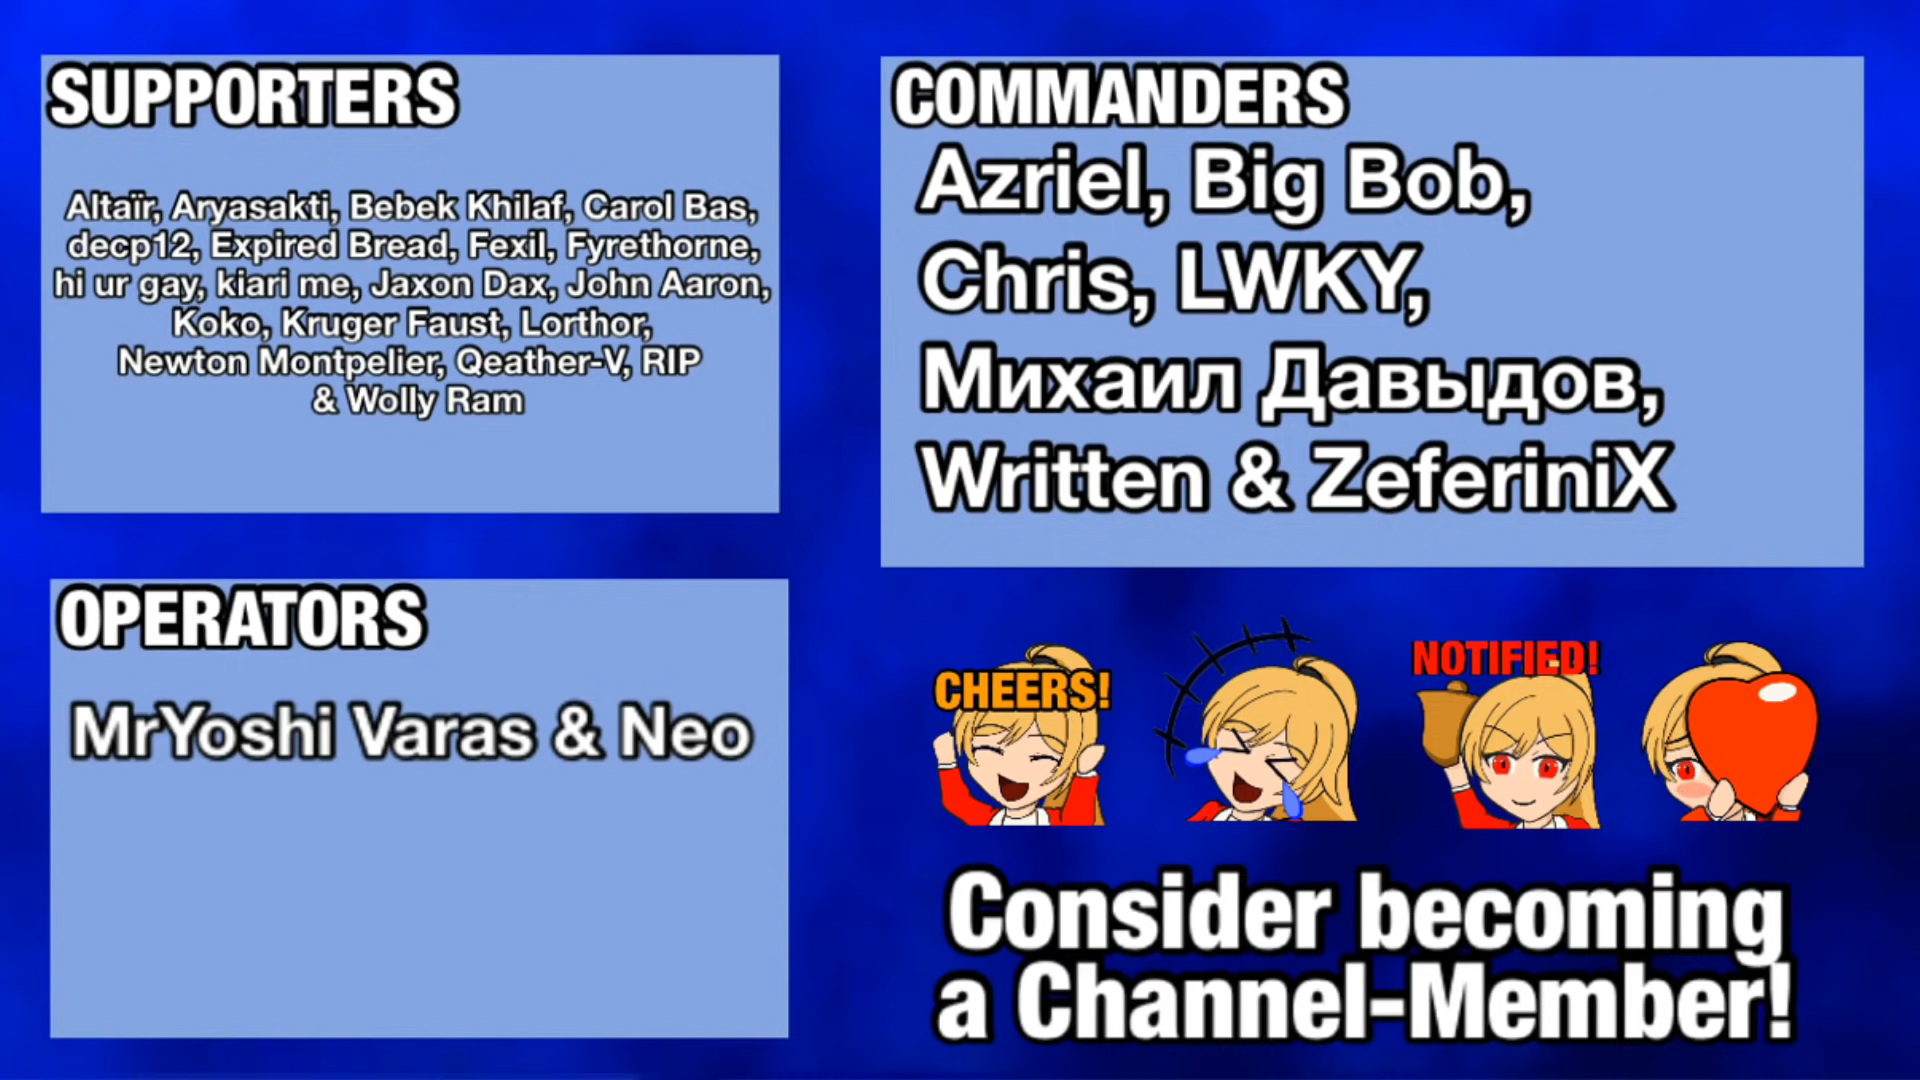 SUPPORTERS
Altaïr, Aryasakti, Bebek Khilaf, Carol Bas,
decp12, Expired Bread, Fexil, Fyrethorne,
hi ur gay, kiari me, Jaxon Dax, John Aaron,
Koko, Kruger Faust, Lorthor,
Newton Montpelier, Qeather-V, RIP
& Wolly Ram
COMMANDERS
Azriel, Big Bob,
Chris, LWKY,
Михаил Давыдов,
Written & ZeferiniX
OPERATORS
MrYoshi Varas & Neo
CHEERS!
NOTIFIED!
Consider becoming
a Channel-Member!